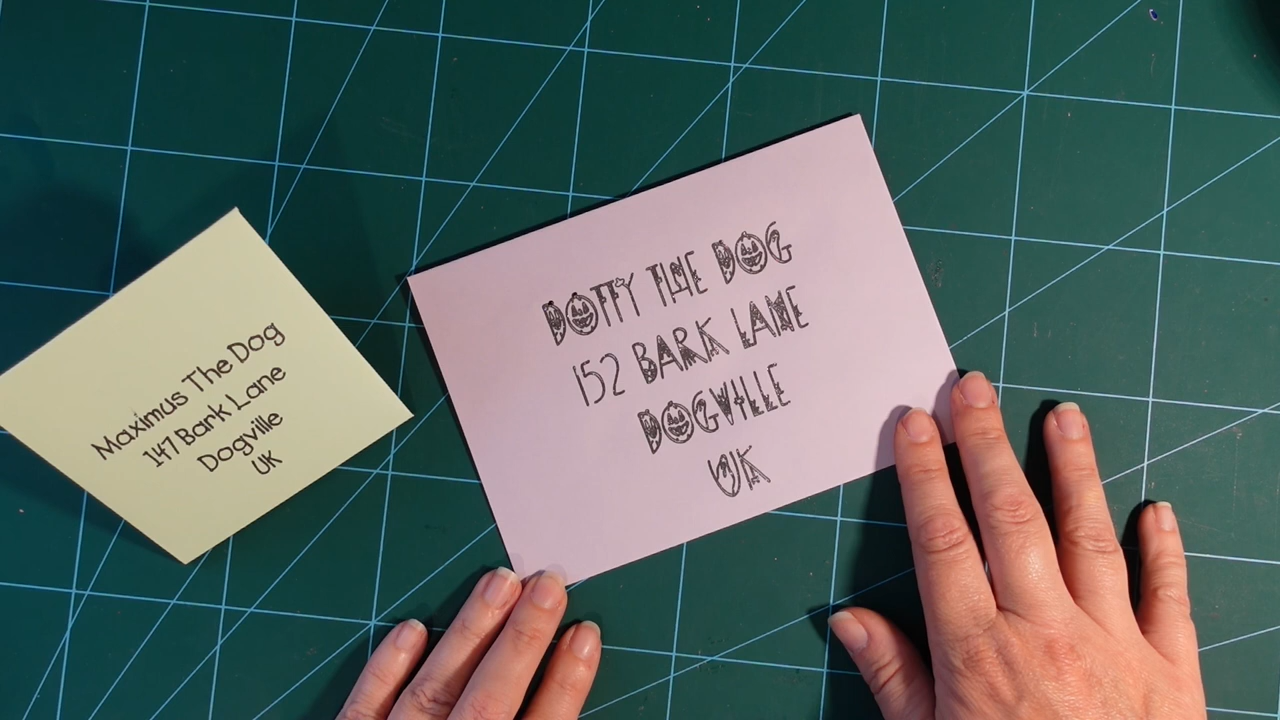 Maximus The Dog
147 Bark Lane
Dogville
UK
DOTTY THE DOG
152 BARK LANE
DOGVILLE
UK